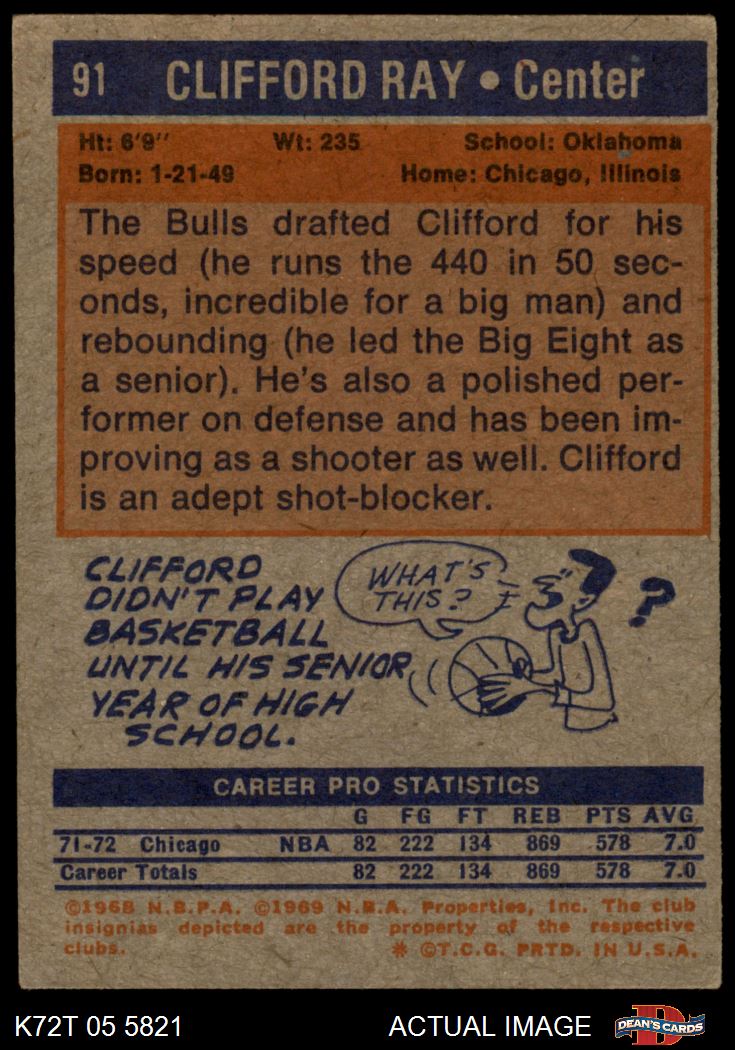 91 CLIFFORD RAY • Center
Ht: 6'9" Wt: 235 School: Oklahoma
Born: 1-21-49 Home: Chicago, Illinois
The Bulls drafted Clifford for his
speed (he runs the 440 in 50 sec-
onds, incredible for a big man) and
rebounding (he led the Big Eight as
a senior). He's also a polished per-
former on defense and has been im-
proving as a shooter as well. Clifford
is an adept shot-blocker.
CLIFFORD
DIDN'T PLAY
BASKETBALL
UNTIL HIS SENIOR
YEAR OF HIGH
SCHOOL.
WHAT'S
THIS?
?
CAREER PRO STATISTICS
G FG FT REB PTS AVG
71-72 Chicago NBA 82 222 134 869 578 7.0
Career Totals 82 222 134 869 578 7.0
©1968 N.B.P.A. ©1969 N.B.A. Properties, Inc. The club
insignias depicted are the property of the respective
clubs. * ©T.C.G. PRTD. IN U.S.A.
K72T 05 5821 ACTUAL IMAGE D DEAN'S CARDS